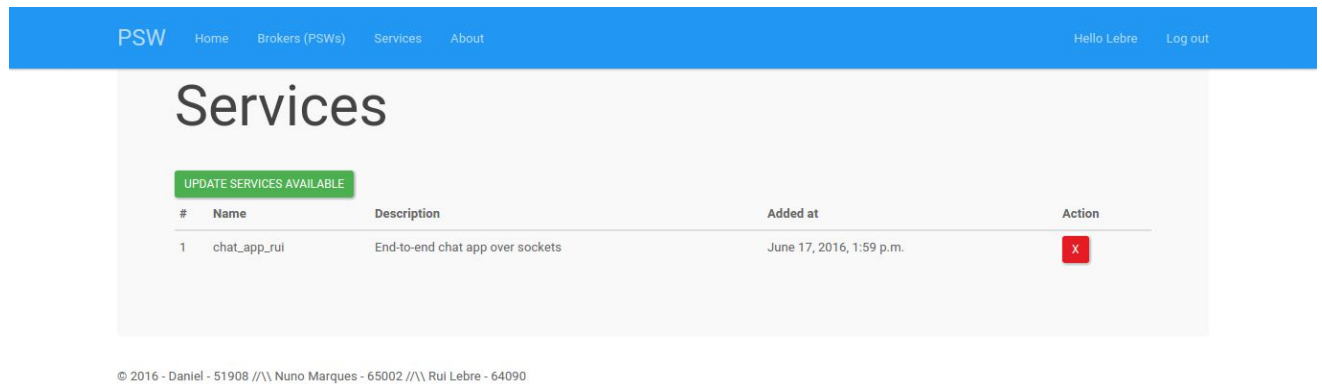 PSW Home Brokers (PSWs) Services About Hello Lebre Log out
Services
UPDATE SERVICES AVAILABLE
# Name Description Added at Action
1 chat_app_rui End-to-end chat app over sockets June 17, 2016, 1:59 p.m. X
© 2016 - Daniel - 51908 //\\ Nuno Marques - 65002 //\\ Rui Lebre - 64090